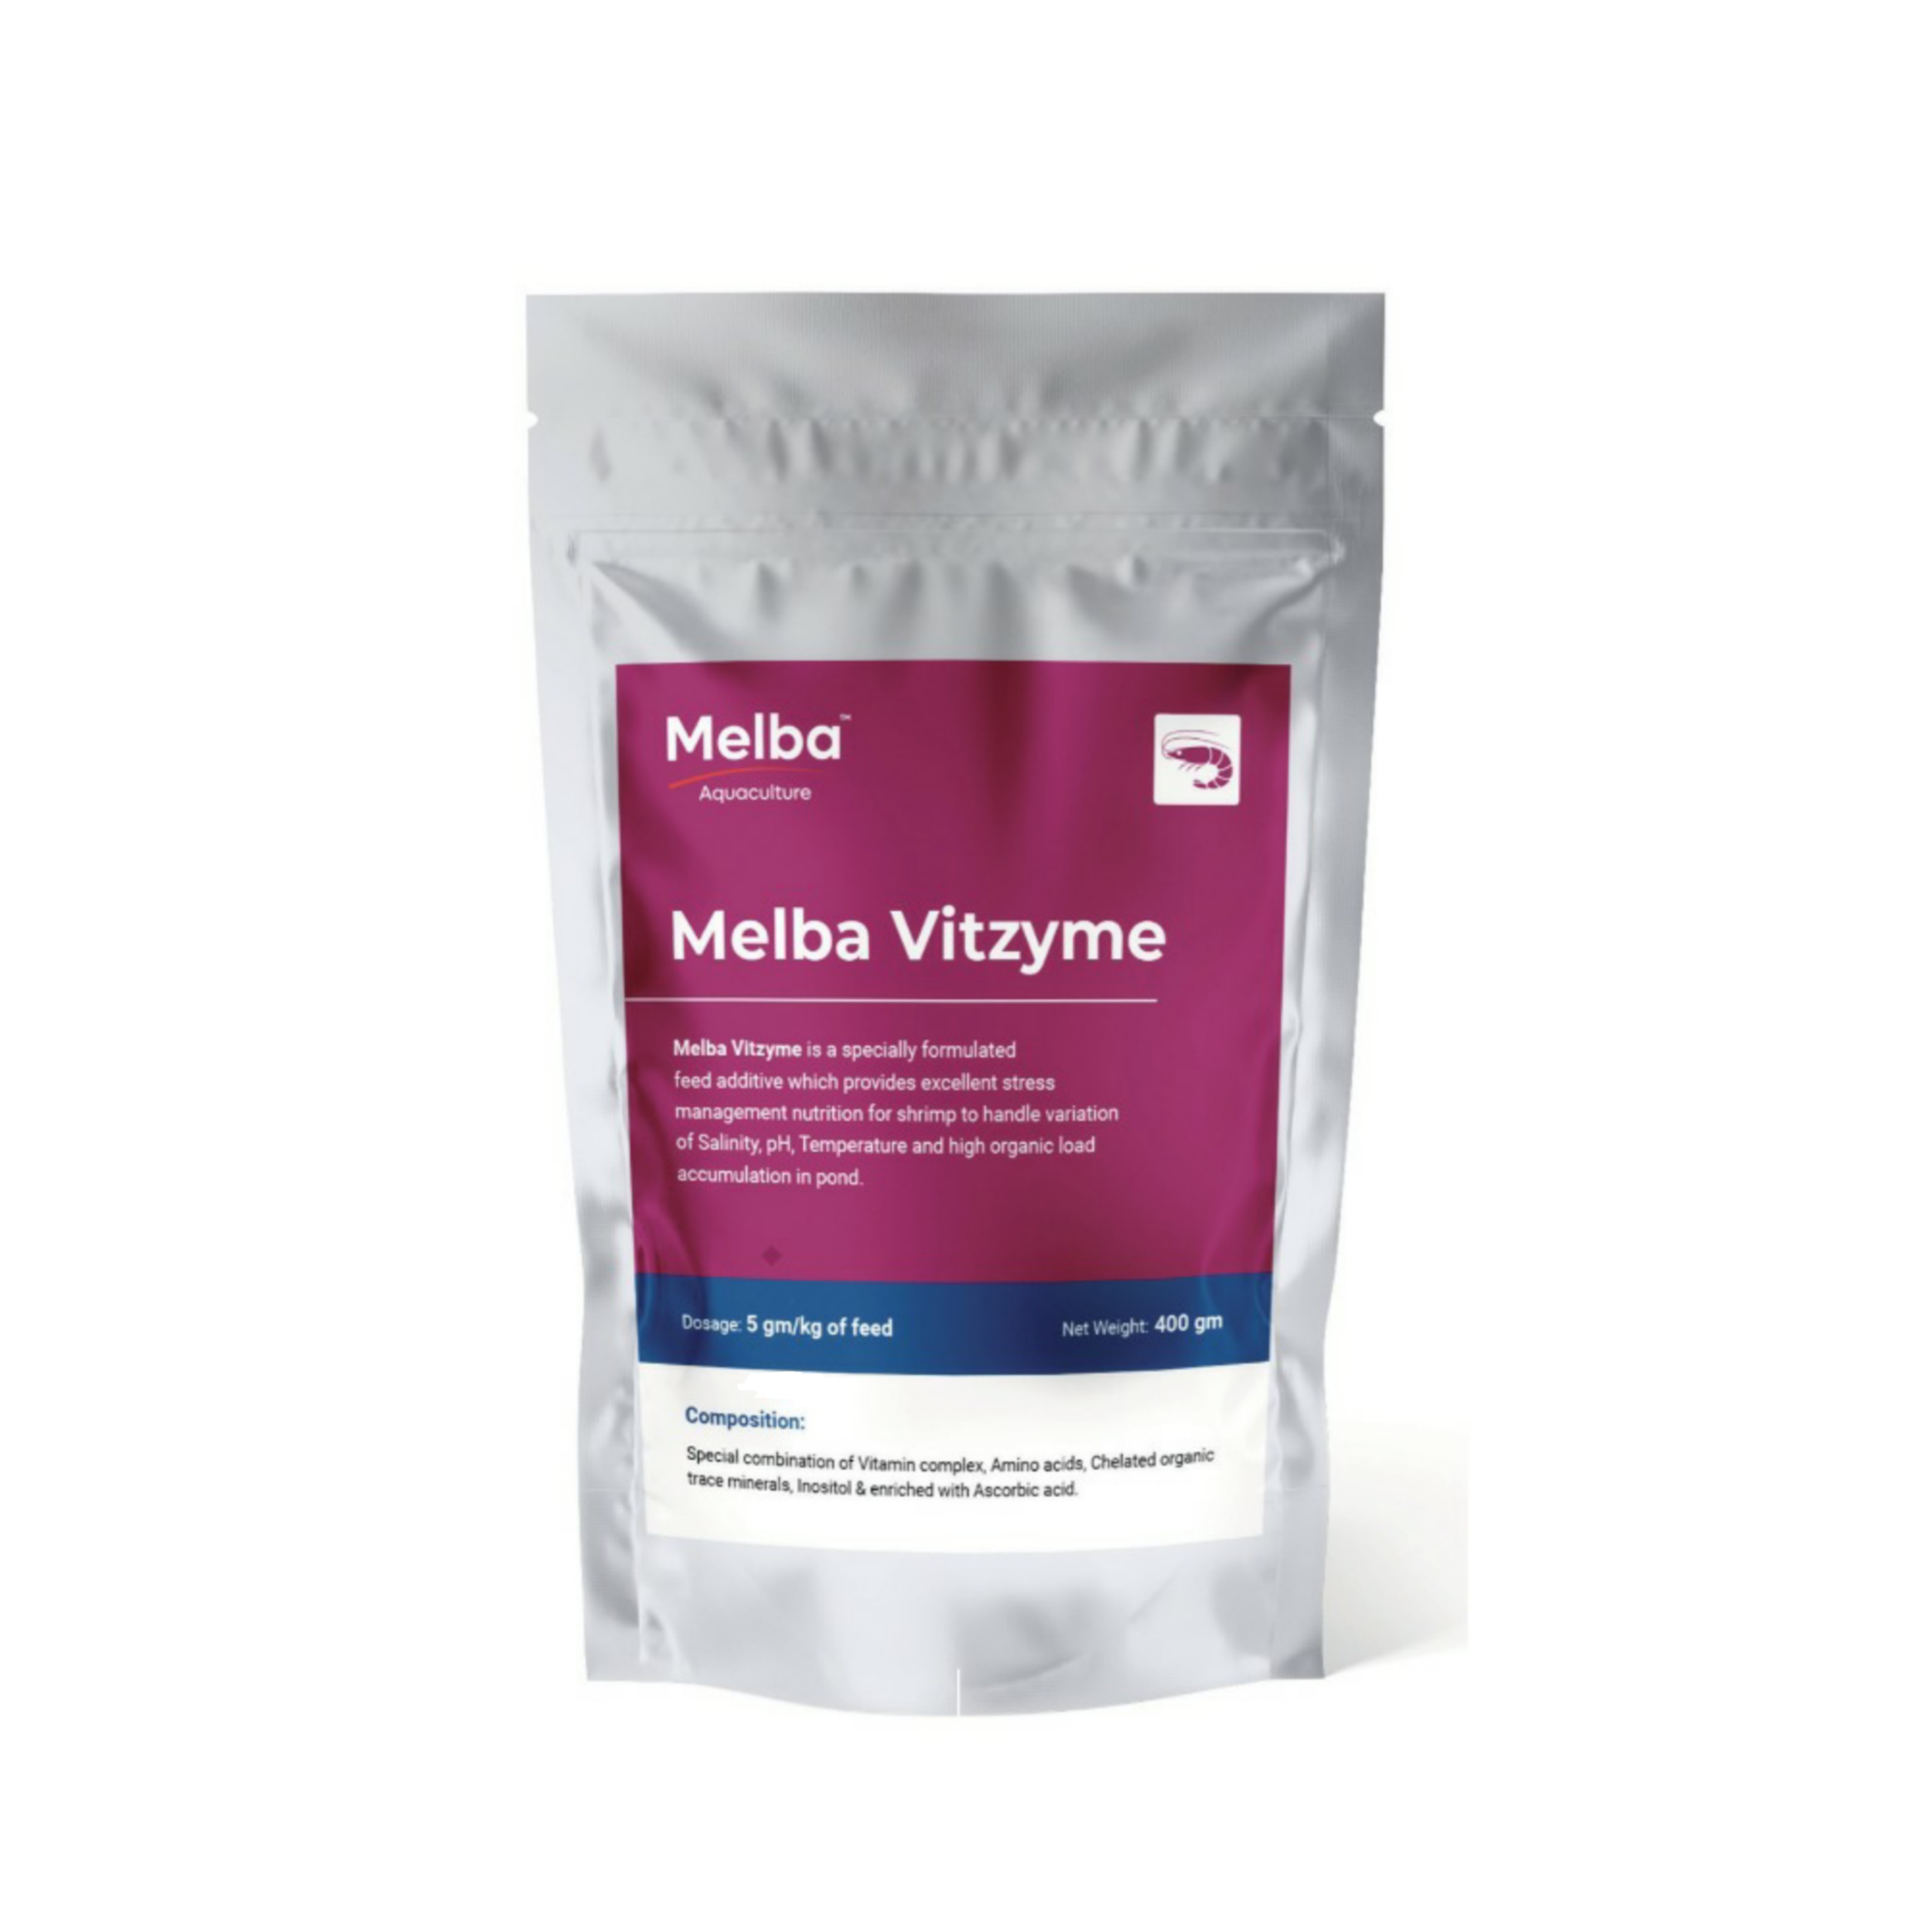 Melba™
Aquaculture
Melba Vitzyme
Melba Vitzyme is a specially formulated
feed additive which provides excellent stress
management nutrition for shrimp to handle variation
of Salinity, pH, Temperature and high organic load
accumulation in pond.
Dosage: 5 gm/kg of feed
Net Weight: 400 gm
Composition:
Special combination of Vitamin complex, Amino acids, Chelated organic
trace minerals, Inositol & enriched with Ascorbic acid.